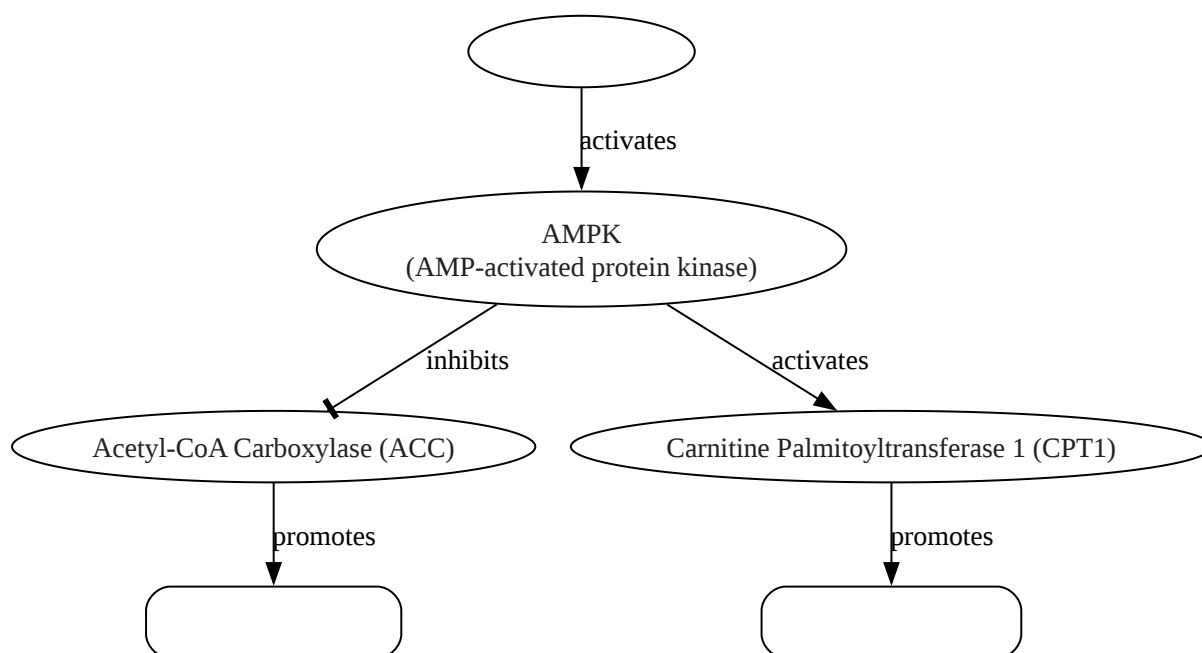 activates
AMPK
(AMP-activated protein kinase)
inhibits
activates
Acetyl-CoA Carboxylase (ACC)
Carnitine Palmitoyltransferase 1 (CPT1)
promotes
promotes